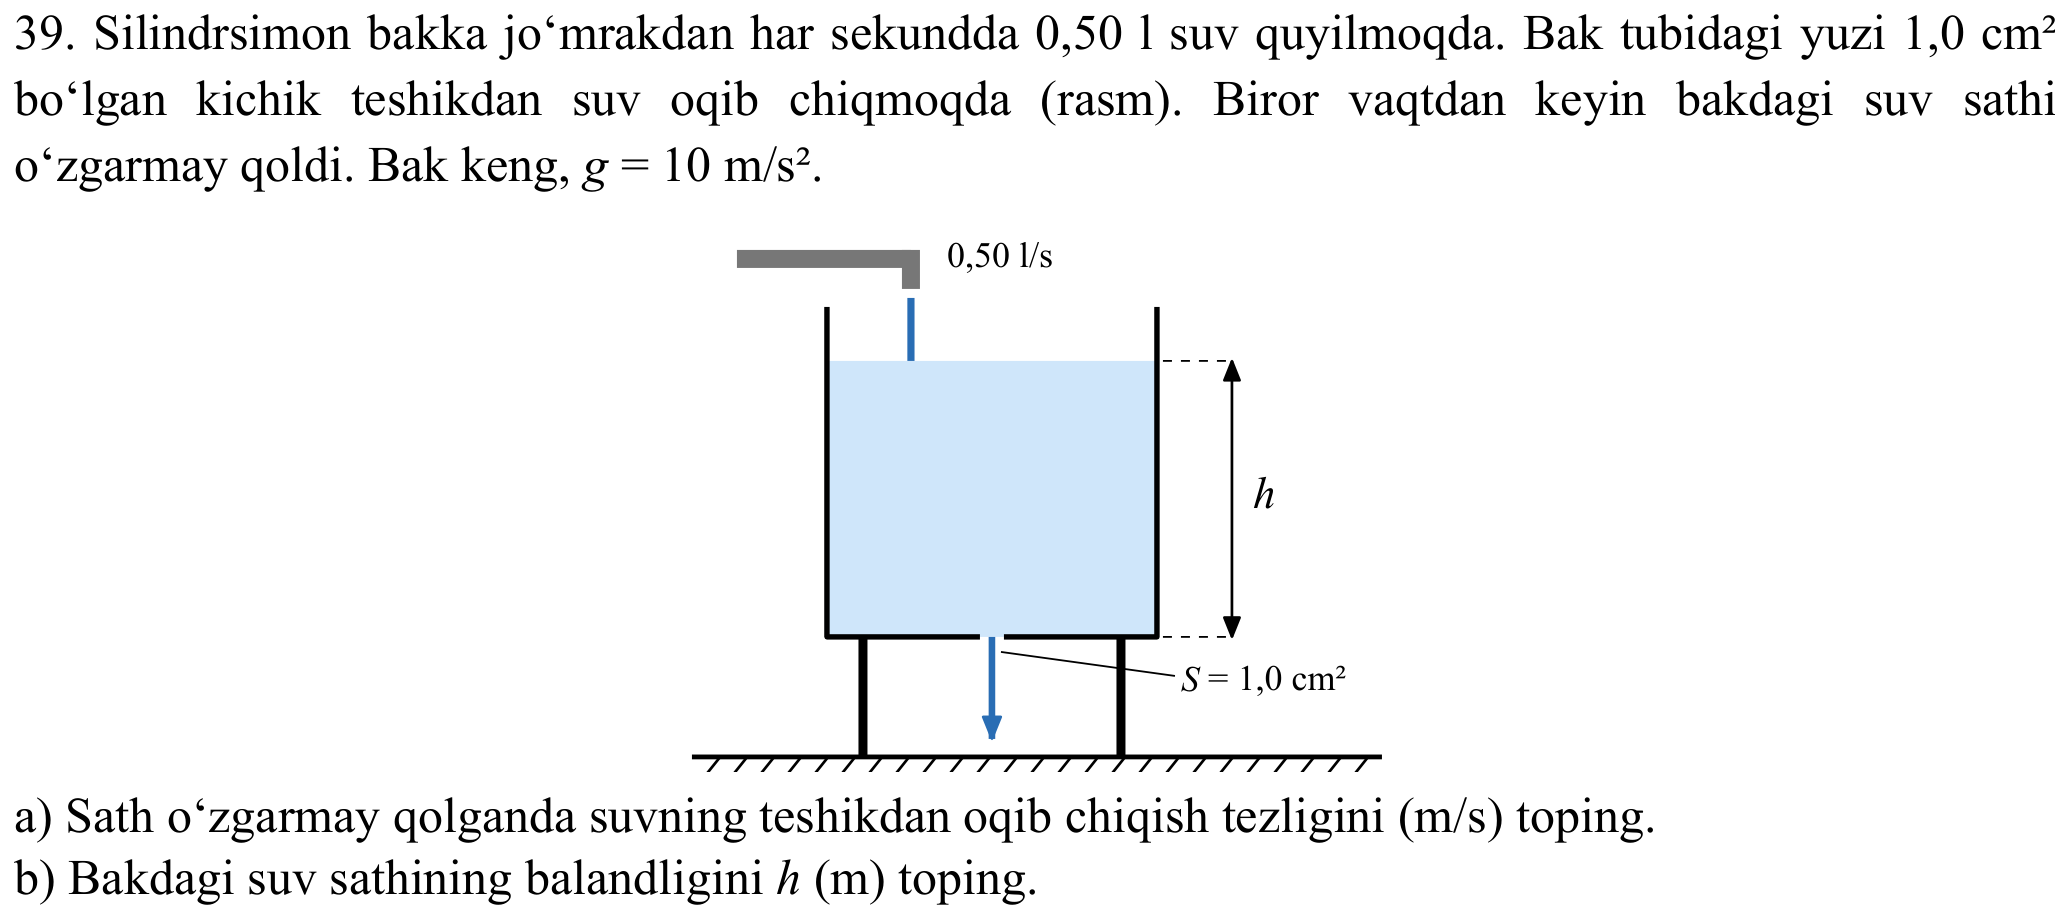 39. Silindrsimon bakka jo‘mrakdan har sekundda 0,50 l suv quyilmoqda. Bak tubidagi yuzi 1,0 cm²
bo‘lgan kichik teshikdan suv oqib chiqmoqda (rasm). Biror vaqtdan keyin bakdagi suv sathi
o‘zgarmay qoldi. Bak keng, g = 10 m/s².
0,50 l/s
h
S = 1,0 cm²
a) Sath o‘zgarmay qolganda suvning teshikdan oqib chiqish tezligini (m/s) toping.
b) Bakdagi suv sathining balandligini h (m) toping.